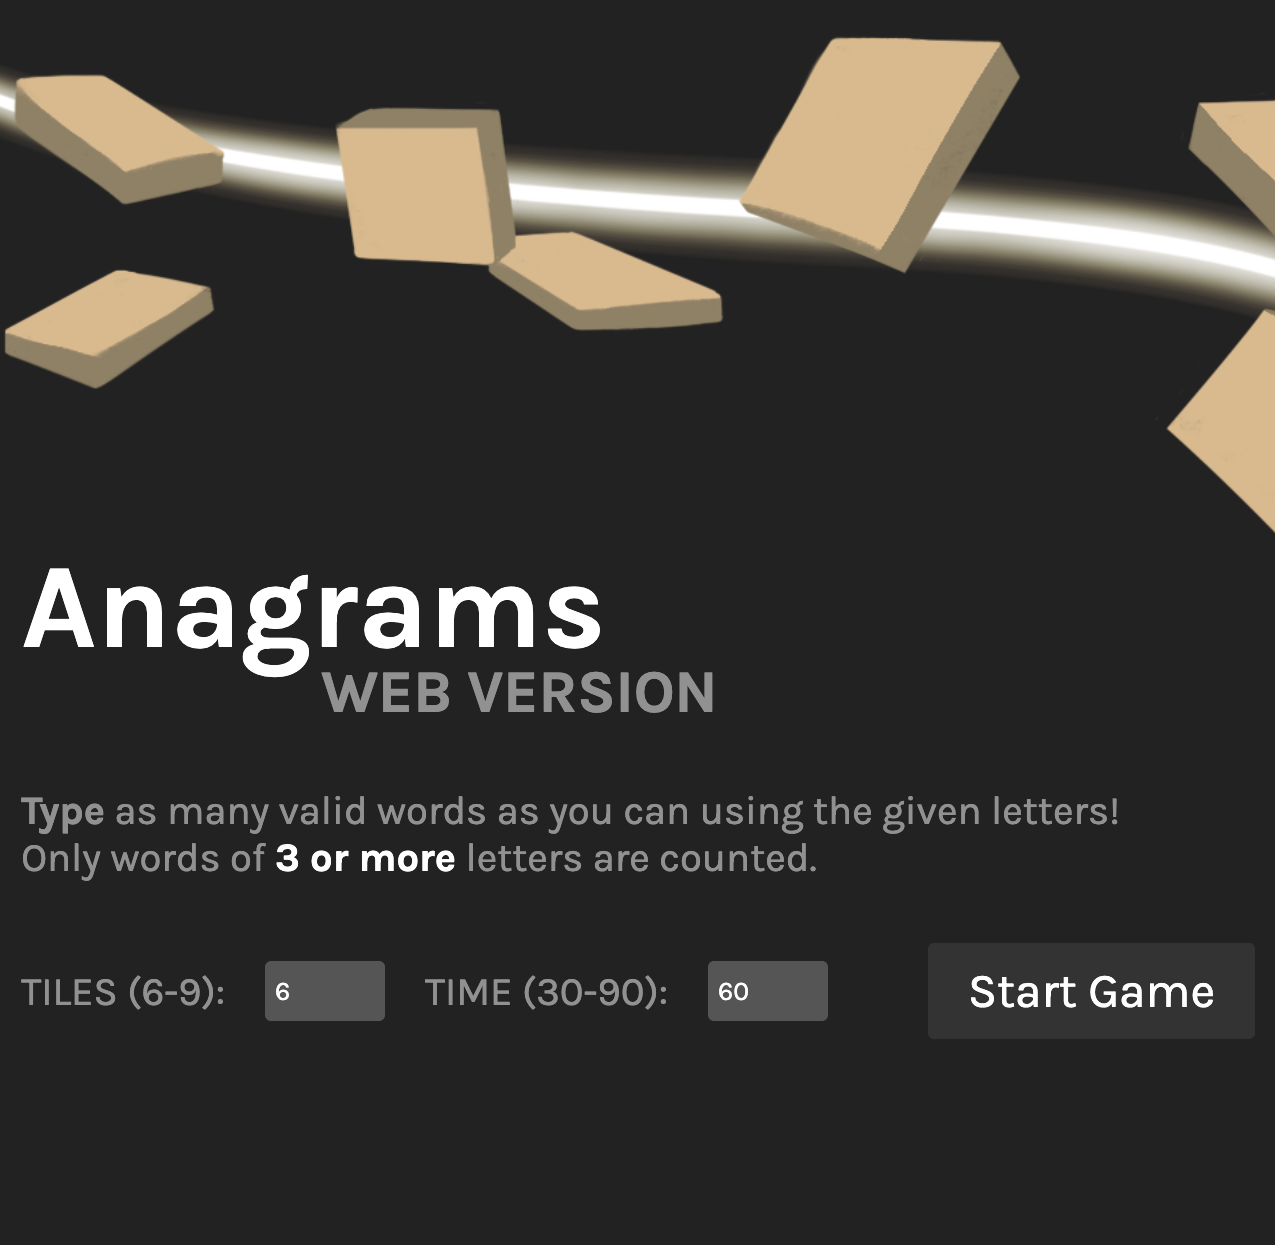 Anagrams
WEB VERSION
Type as many valid words as you can using the given letters!
Only words of 3 or more letters are counted.
TILES (6-9): 6 TIME (30-90): 60 Start Game